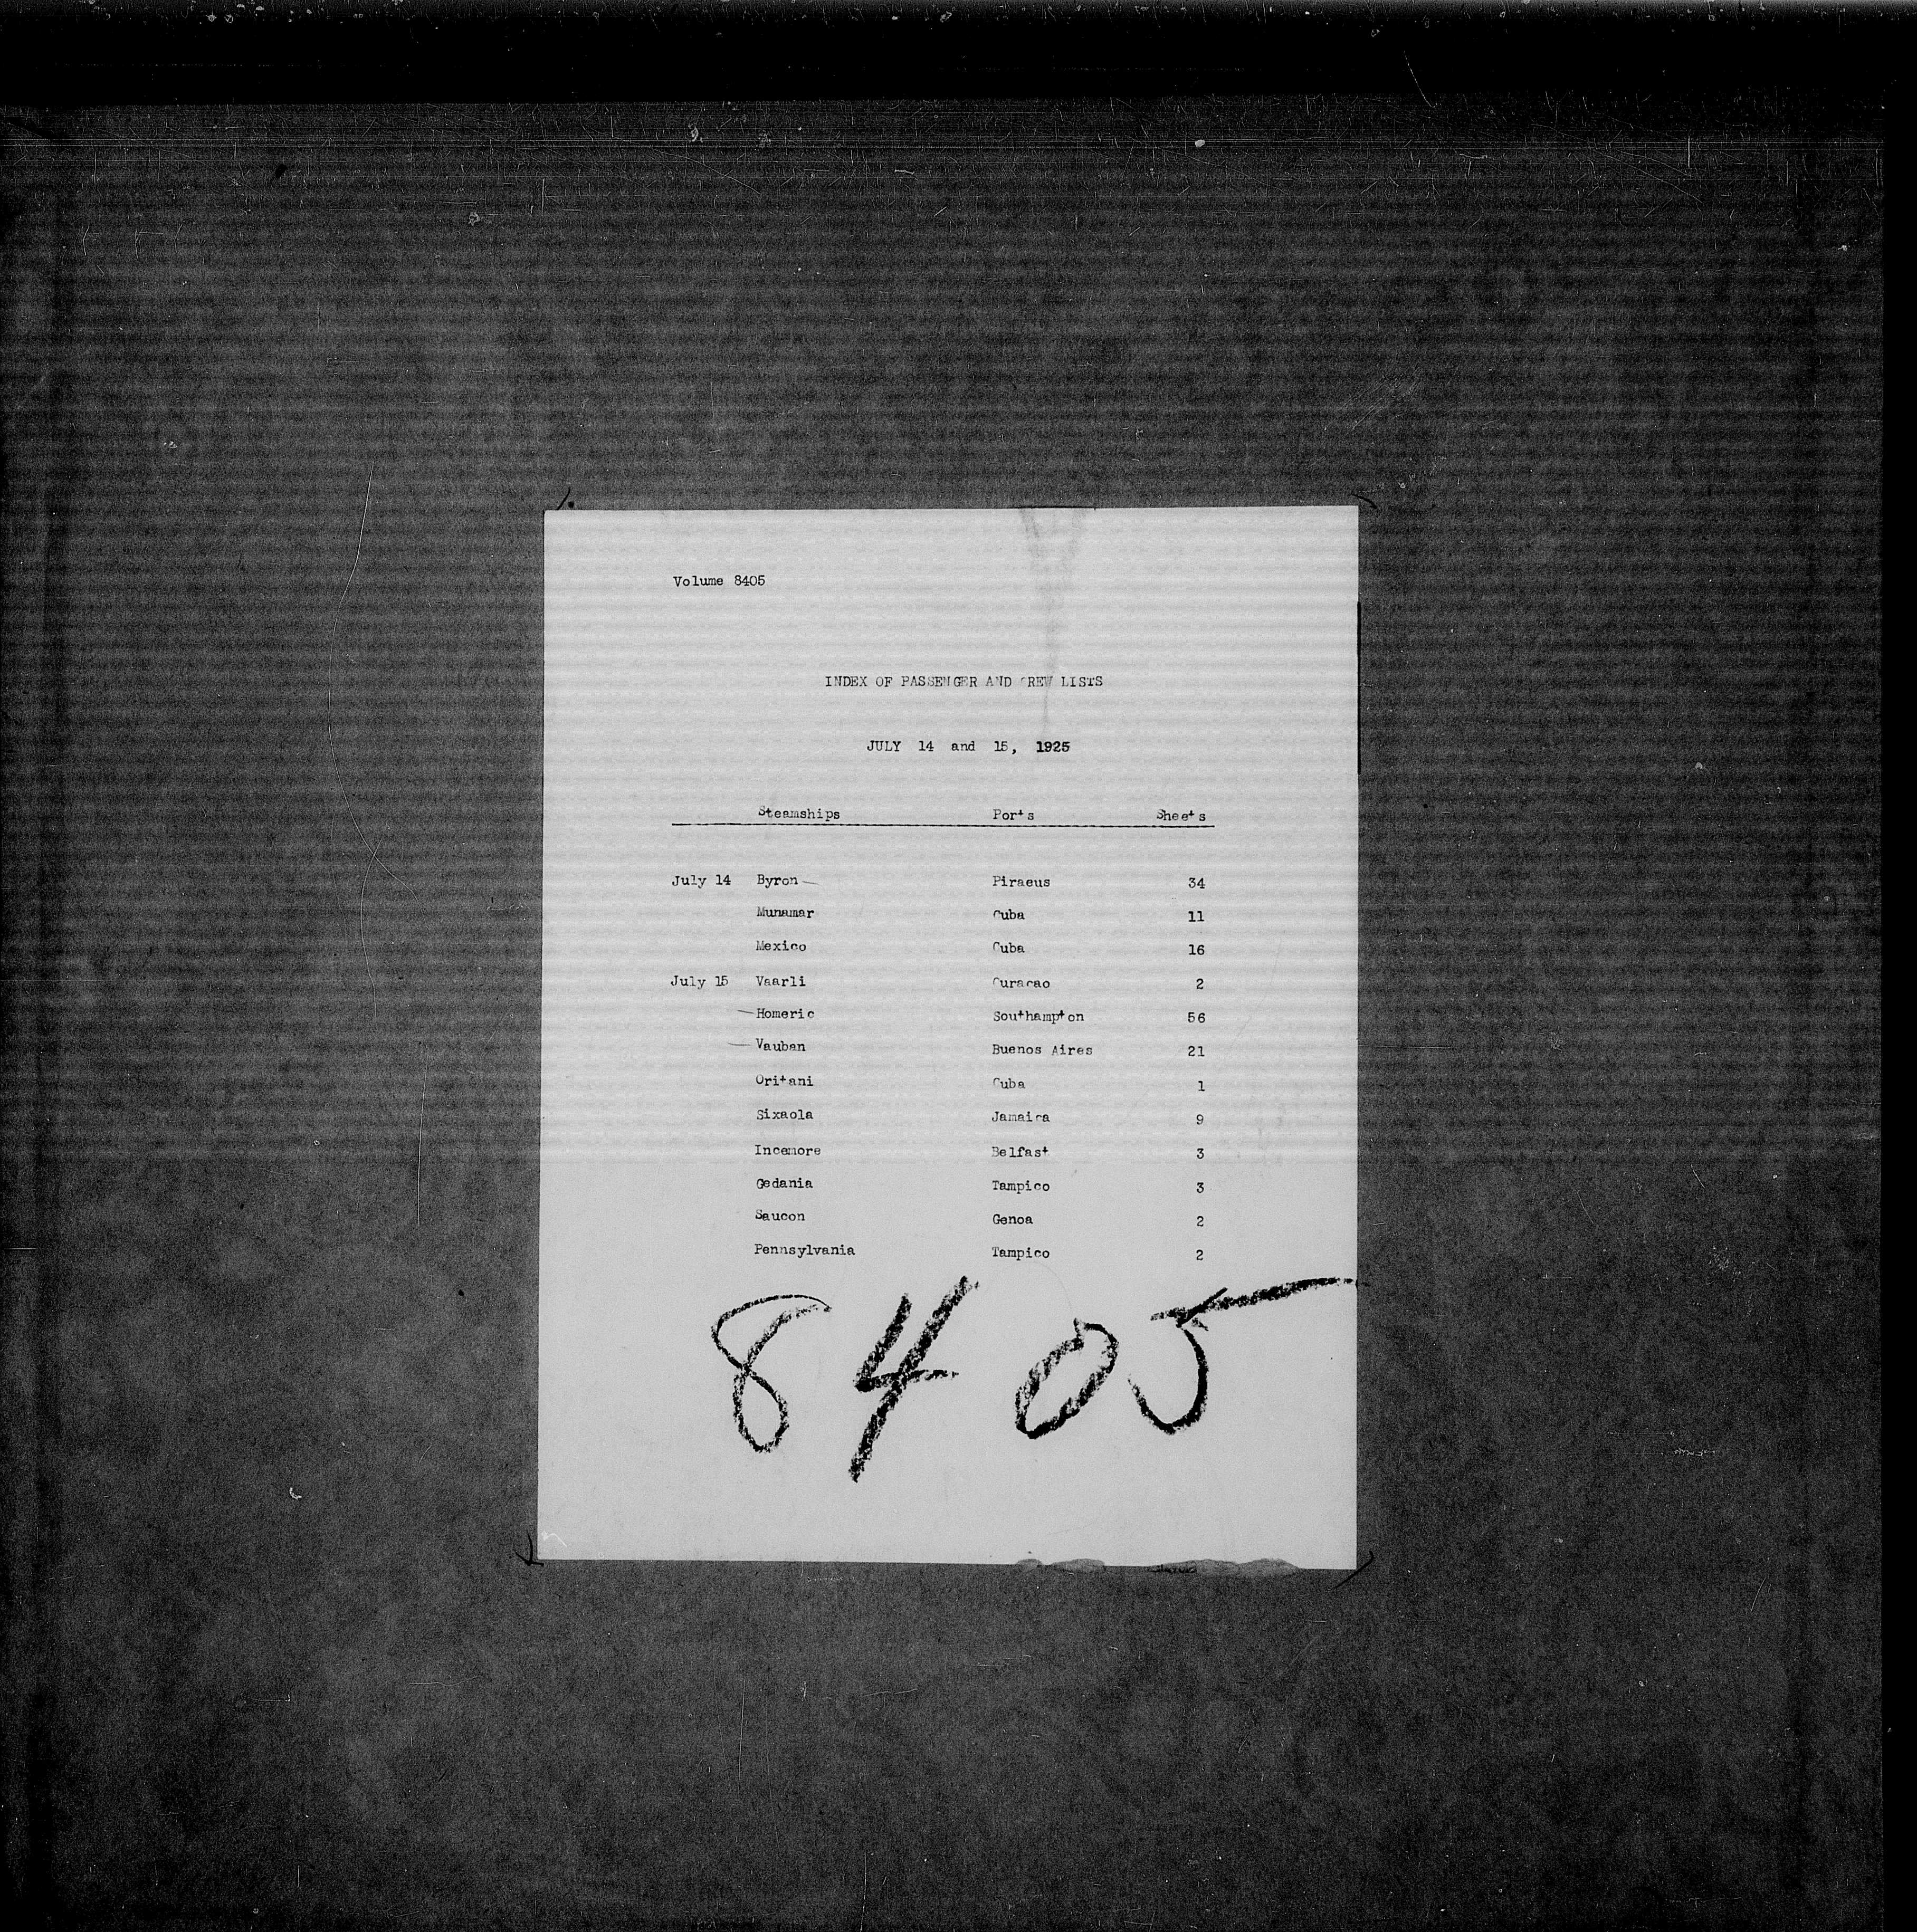 Volume 8405
INDEX OF PASSENGER AND CREW LISTS
JULY 14 and 15, 1925
Steamships Ports Sheets
July 14 Byron Piraeus 34
Munamar Cuba 11
Mexico Cuba 16
July 15 Vaarli Curacao 2
Homeric Southampton 56
Vauban Buenos Aires 21
Oritani Cuba 1
Sixaola Jamaica 9
Incemore Belfast 3
Gedania Tampico 3
Saucon Genoa 2
Pennsylvania Tampico 2
8405